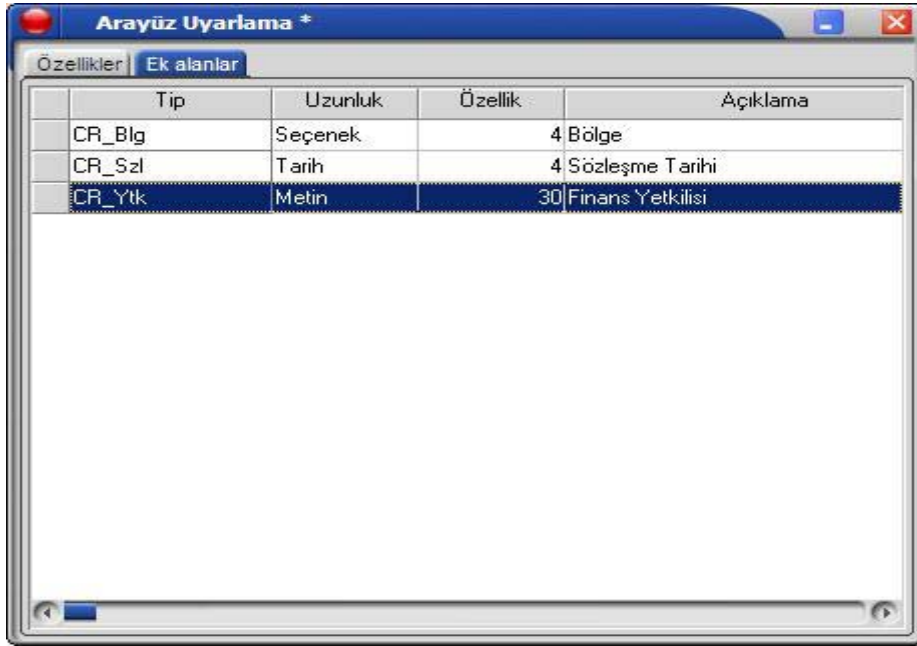 Arayüz Uyarlama *
Özellikler Ek alanlar
Tip Uzunluk Özellik Açıklama
CR_Blg Seçenek 4 Bölge
CR_Szl Tarih 4 Sözleşme Tarihi
CR_Ytk Metin 30 Finans Yetkilisi